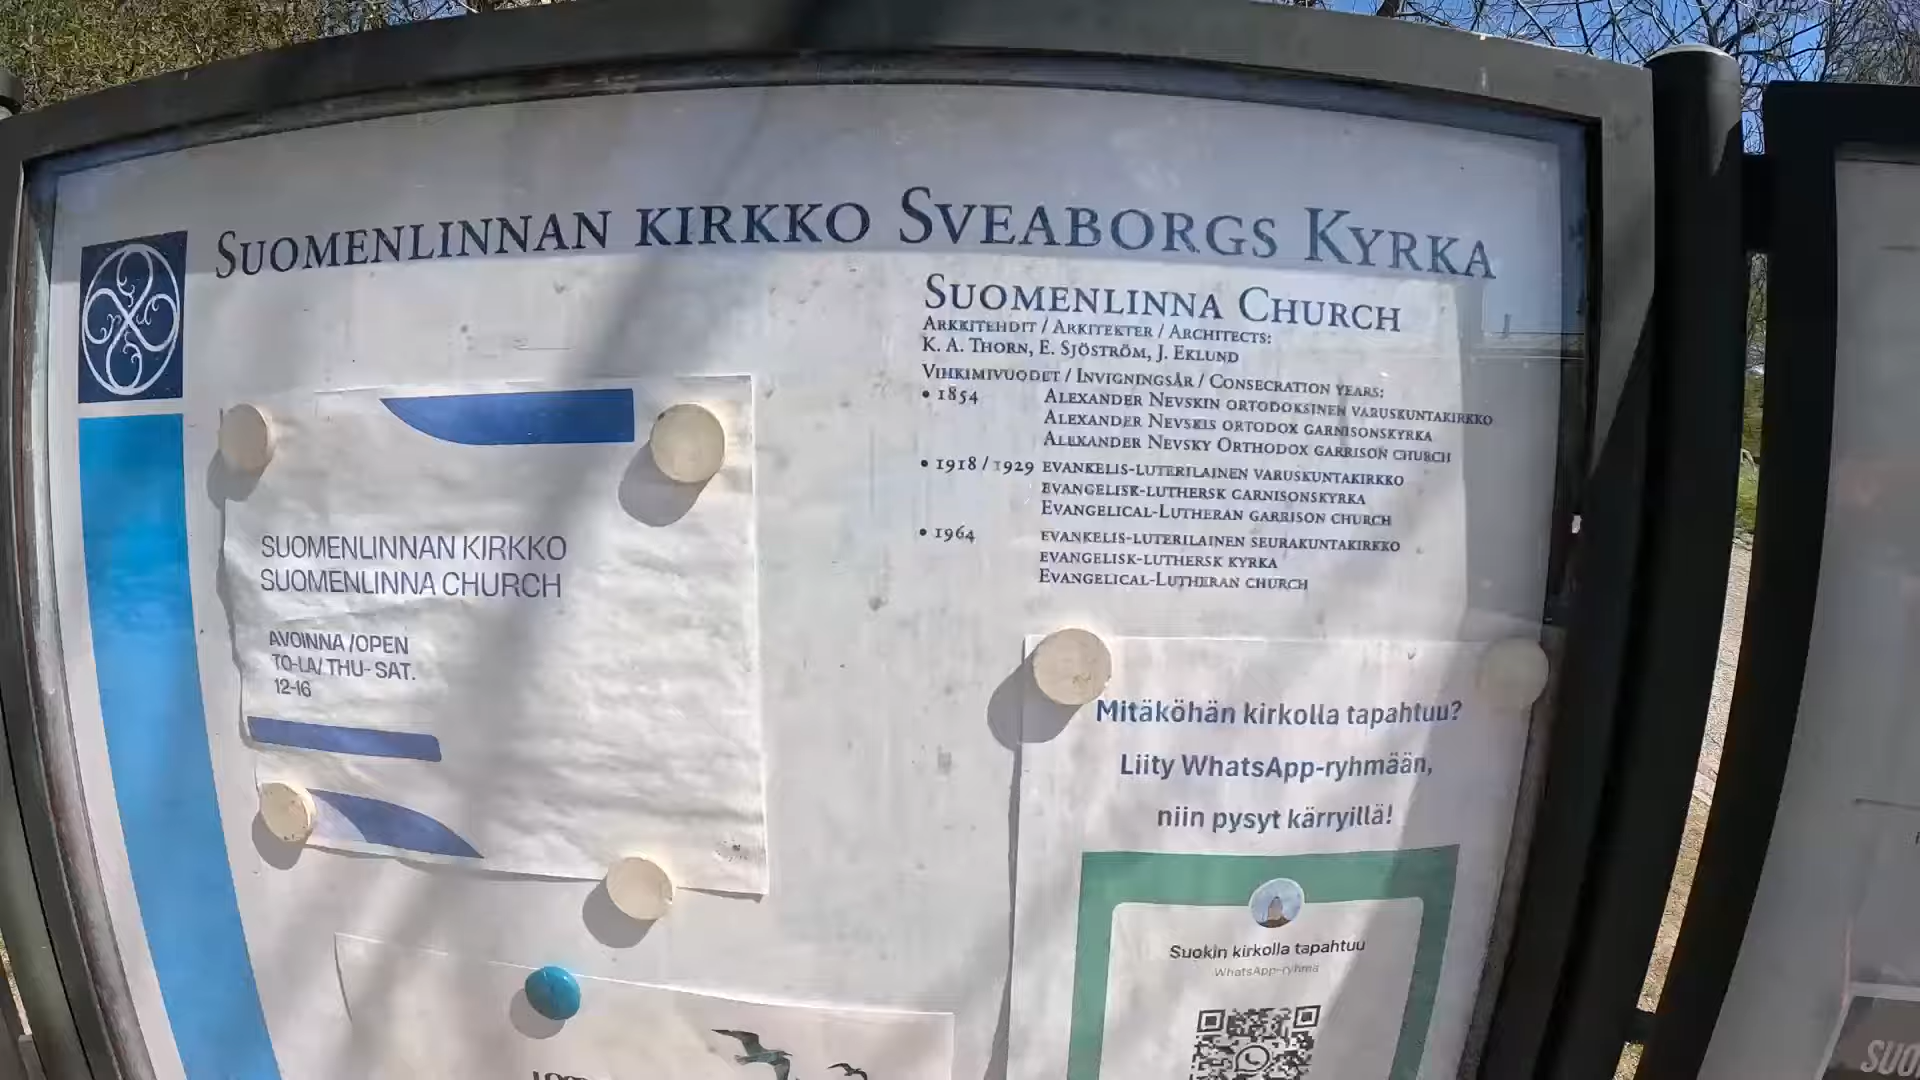 SUOMENLINNAN KIRKKO SVEABORGS KYRKA
SUOMENLINNA CHURCH
ARKKITEHDIT / ARKITEKTER / ARCHITECTS:
K. A. THORN, E. SJÖSTRÖM, J. EKLUND
VIHKIMIVUODET / INVIGNINGSÅR / CONSECRATION YEARS:
• 1854 ALEXANDER NEVSKIN ORTODOKSINEN VARUSKUNTAKIRKKO
ALEXANDER NEVSKIS ORTODOX GARNISONSKYRKA
ALEXANDER NEVSKY ORTHODOX GARRISON CHURCH
• 1918 / 1929 EVANKELIS-LUTERILAINEN VARUSKUNTAKIRKKO
EVANGELISK-LUTHERSK GARNISONSKYRKA
EVANGELICAL-LUTHERAN GARRISON CHURCH
• 1964 EVANKELIS-LUTERILAINEN SEURAKUNTAKIRKKO
EVANGELISK-LUTHERSK KYRKA
EVANGELICAL-LUTHERAN CHURCH
SUOMENLINNAN KIRKKO
SUOMENLINNA CHURCH
AVOINNA /OPEN
TO-LA/ THU- SAT.
12-16
Mitäköhän kirkolla tapahtuu?
Liity WhatsApp-ryhmään,
niin pysyt kärryillä!
Suokin kirkolla tapahtuu
WhatsApp-ryhmä